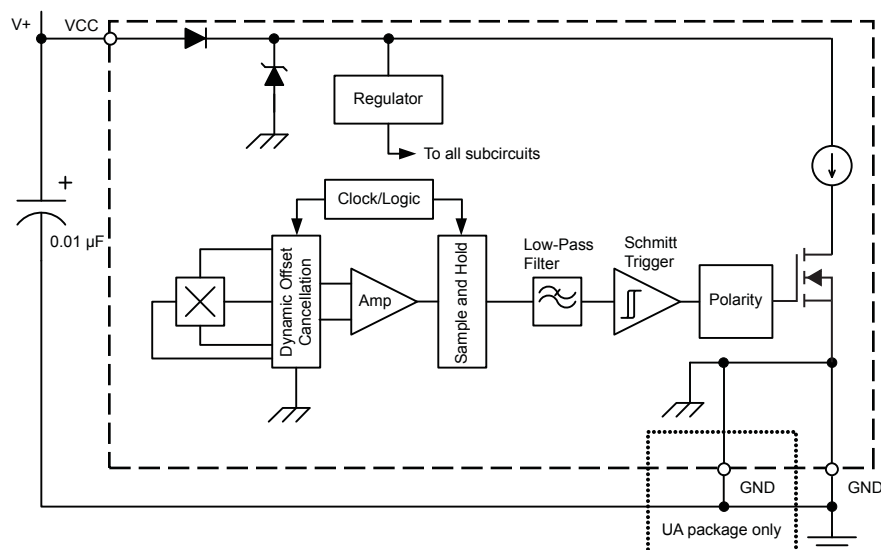 V+
VCC
Regulator
To all subcircuits
Clock/Logic
+
0.01 µF
Dynamic Offset
Cancellation
Amp
Sample and Hold
Low-Pass
Filter
Schmitt
Trigger
Polarity
GND
GND
UA package only